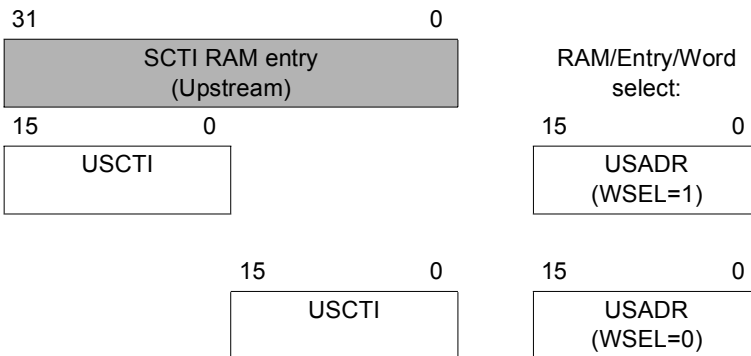 31 0
SCTI RAM entry
(Upstream)
RAM/Entry/Word
select:
15 0 15 0
USCTI USADR
(WSEL=1)
15 0 15 0
USCTI USADR
(WSEL=0)